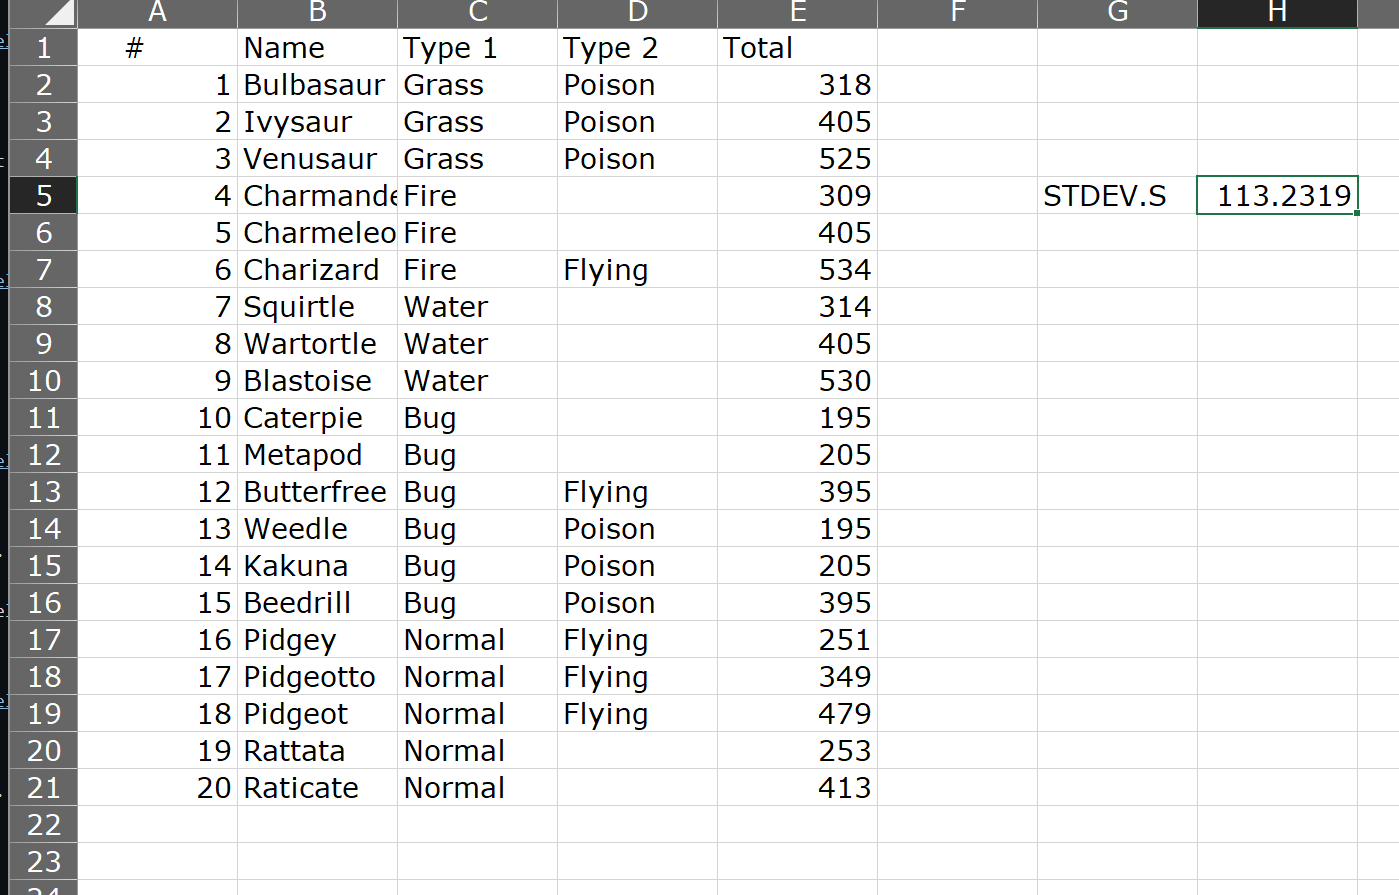 A B C D E F G H
1 # Name Type 1 Type 2 Total
2 1 Bulbasaur Grass Poison 318
3 2 Ivysaur Grass Poison 405
4 3 Venusaur Grass Poison 525
5 4 Charmande Fire 309 STDEV.S 113.2319
6 5 Charmeleo Fire 405
7 6 Charizard Fire Flying 534
8 7 Squirtle Water 314
9 8 Wartortle Water 405
10 9 Blastoise Water 530
11 10 Caterpie Bug 195
12 11 Metapod Bug 205
13 12 Butterfree Bug Flying 395
14 13 Weedle Bug Poison 195
15 14 Kakuna Bug Poison 205
16 15 Beedrill Bug Poison 395
17 16 Pidgey Normal Flying 251
18 17 Pidgeotto Normal Flying 349
19 18 Pidgeot Normal Flying 479
20 19 Rattata Normal 253
21 20 Raticate Normal 413
22
23